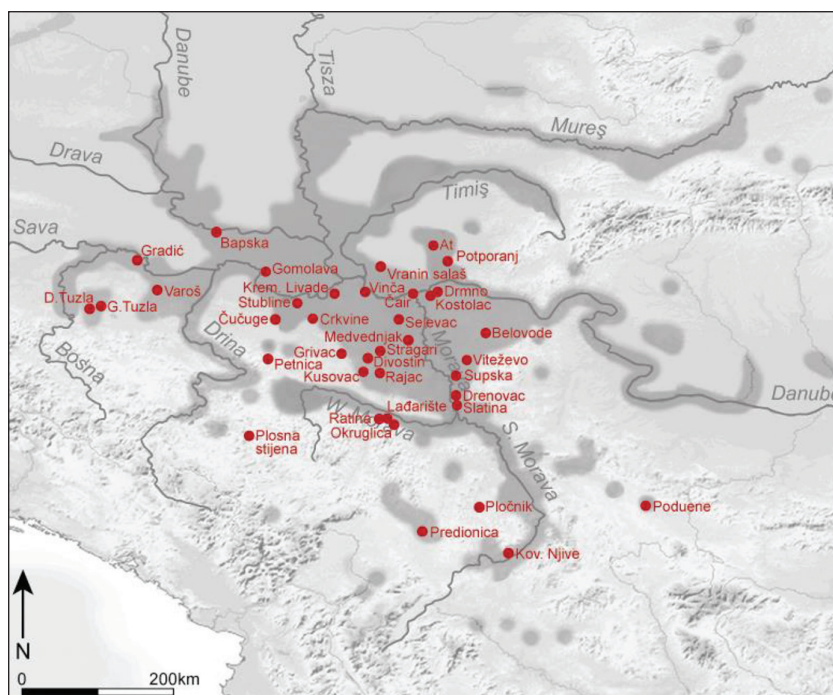 Danube
Tisza
Mureş
Drava
Timiş
Sava
At
Bapska
Gradič
Potporanj
Gomolava
Vranin salaš
Krem. Livade
Vinča
Drmno
Varoš
Čair
Kostolac
D.Tuzla
G.Tuzla
Stubline
Čučuge
Crkvine
Selevac
Belovode
Drina
Medvednjak
Morava
Bosna
Grivac
Stragari
Petnica
Divostin
Viteževo
Kusovac
Rajac
Supska
Danube
Drenovac
Lađarište
Slatina
Ratina
W. Morava
Okruglica
S. Morava
Plosna
stijena
Pločnik
Poduene
Predionica
Kov. Njive
N
0
200km